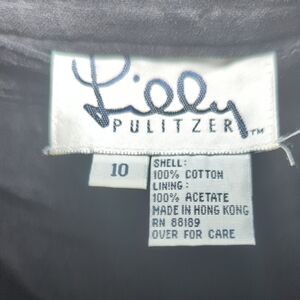 Lilly
PULITZER™
10
SHELL:
100% COTTON
LINING:
100% ACETATE
MADE IN HONG KONG
RN 88189
OVER FOR CARE